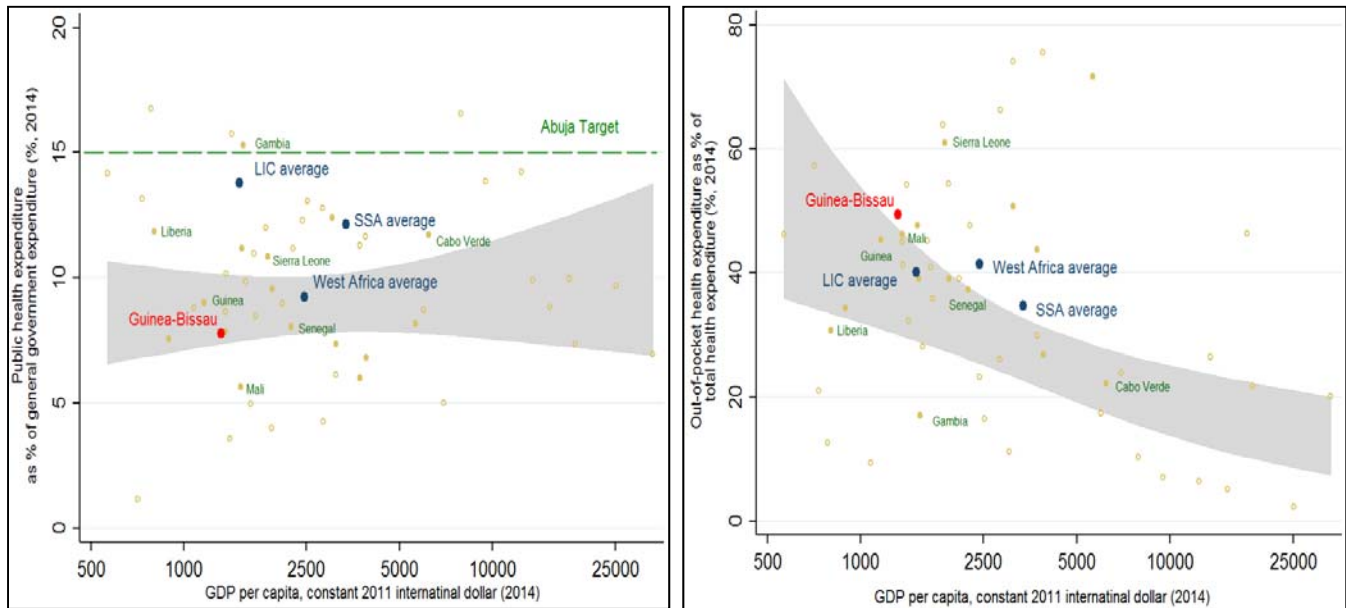 Public health expenditure
as % of general government expenditure (%, 2014)
20
15
10
5
0
Abuja Target
Gambia
LIC average
SSA average
Liberia
Cabo Verde
Sierra Leone
West Africa average
Guinea
Guinea-Bissau
Senegal
Mali
500
1000
2500
5000
10000
25000
GDP per capita, constant 2011 internatinal dollar (2014)
Out-of-pocket health expenditure as % of
total health expenditure (%, 2014)
80
60
40
20
0
Sierra Leone
Guinea-Bissau
Mali
Guinea
West Africa average
LIC average
Senegal
SSA average
Liberia
Cabo Verde
Gambia
500
1000
2500
5000
10000
25000
GDP per capita, constant 2011 internatinal dollar (2014)